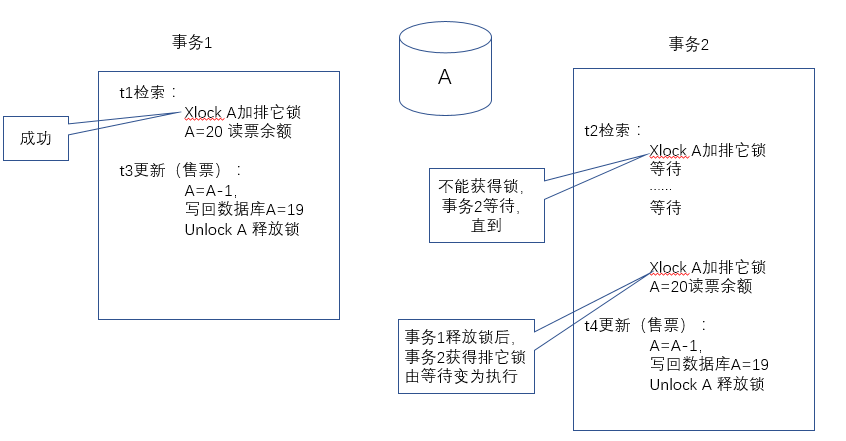 事务1
t1检索：
Xlock A加排它锁
A=20 读票余额
t3更新（售票）：
A=A-1,
写回数据库A=19
Unlock A 释放锁
成功
A
事务2
t2检索：
Xlock A加排它锁
等待
......
等待
Xlock A加排它锁
A=20读票余额
t4更新（售票）：
A=A-1,
写回数据库A=19
Unlock A 释放锁
不能获得锁，
事务2等待，
直到
事务1释放锁后，
事务2获得排它锁
由等待变为执行